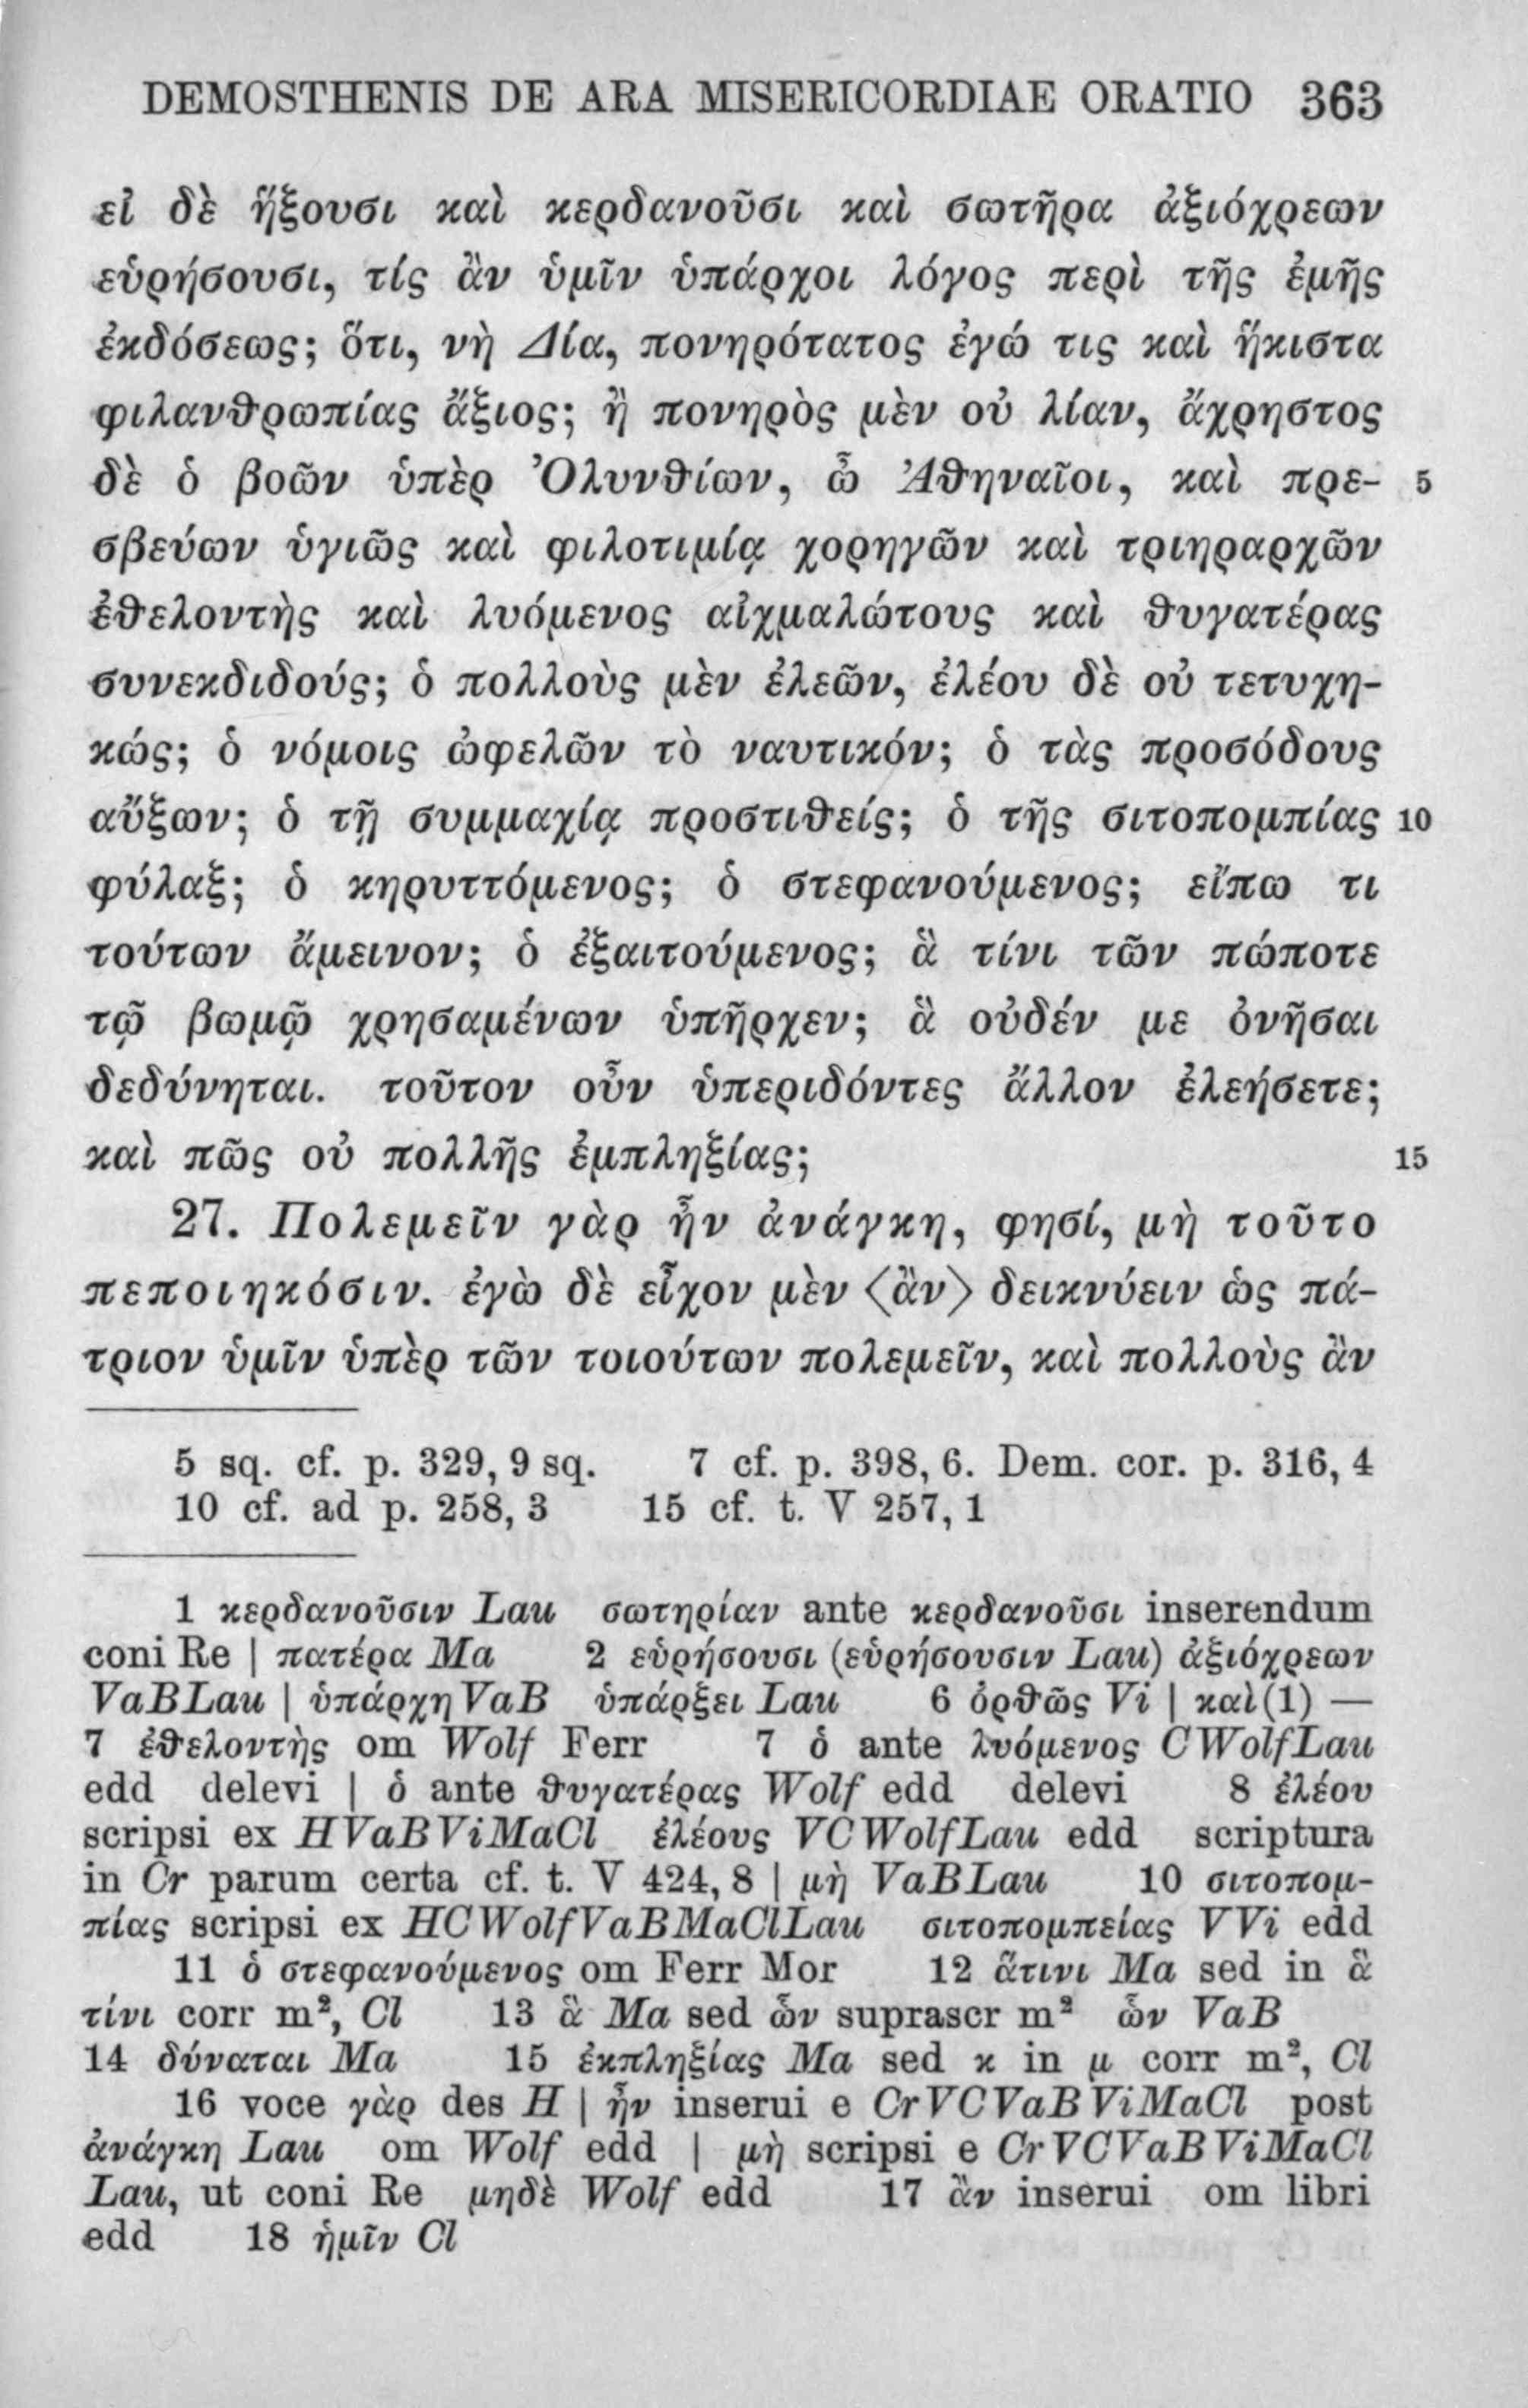 DEMOSTHENIS DE ARA MISERICORDIAE ORATIO 363
εἰ δὲ ἥξουσι καὶ κερδανοῦσι καὶ σωτῆρα ἀξιόχρεων
εὑρήσουσι, τίς ἂν ὑμῖν ὑπάρχοι λόγος περὶ τῆς ἐμῆς
ἐκδόσεως; ὅτι, νὴ Δία, πονηρότατος ἐγώ τις καὶ ἥκιστα
φιλανθρωπίας ἄξιος; ἢ πονηρὸς μὲν οὐ λίαν, ἄχρηστος
δὲ ὁ βοῶν ὑπὲρ Ὀλυνθίων, ὦ Ἀθηναῖοι, καὶ πρε- 5
σβεύων ὑγιῶς καὶ φιλοτιμίᾳ χορηγῶν καὶ τριηραρχῶν
ἐθελοντὴς καὶ λυόμενος αἰχμαλώτους καὶ θυγατέρας
συνεκδιδούς; ὁ πολλοὺς μὲν ἐλεῶν, ἐλέου δὲ οὐ τετυχη-
κώς; ὁ νόμοις ὠφελῶν τὸ ναυτικόν; ὁ τὰς προσόδους
αὔξων; ὁ τῇ συμμαχίᾳ προστιθείς; ὁ τῆς σιτοπομπίας 10
φύλαξ; ὁ κηρυττόμενος; ὁ στεφανούμενος; εἴπω τι
τούτων ἄμεινον; ὁ ἐξαιτούμενος; ἃ τίνι τῶν πώποτε
τῷ βωμῷ χρησαμένων ὑπῆρχεν; ἃ οὐδέν με ὀνῆσαι
δεδύνηται. τοῦτον οὖν ὑπεριδόντες ἄλλον ἐλεήσετε;
καὶ πῶς οὐ πολλῆς ἐμπληξίας; 15
27. Πολεμεῖν γὰρ ἦν ἀνάγκη, φησί, μὴ τοῦτο
πεποιηκόσιν. ἐγὼ δὲ εἶχον μὲν ⟨ἂν⟩ δεικνύειν ὡς πά-
τριον ὑμῖν ὑπὲρ τῶν τοιούτων πολεμεῖν, καὶ πολλοὺς ἂν
5 sq. cf. p. 329, 9 sq. 7 cf. p. 398, 6. Dem. cor. p. 316, 4
10 cf. ad p. 258, 3 15 cf. t. V 257, 1
1 κερδανοῦσιν Lau σωτηρίαν ante κερδανοῦσι inserendum
coni Re | πατέρα Ma 2 εὑρήσουσι (εὑρήσουσιν Lau) ἀξιόχρεων
VaBLau | ὑπάρχη VaB ὑπάρξει Lau 6 ὀρθῶς Vi | καὶ (1) —
7 ἐθελοντὴς om Wolf Ferr 7 ὁ ante λυόμενος CWolfLau
edd delevi | ὁ ante θυγατέρας Wolf edd delevi 8 ἐλέου
scripsi ex HVaBViMaCl ἐλέους VCWolfLau edd scriptura
in Cr parum certa cf. t. V 424, 8 | μὴ VaBLau 10 σιτοπομ-
πίας scripsi ex HCWolfVaBMaClLau σιτοπομπείας VVi edd
11 ὁ στεφανούμενος om Ferr Mor 12 ἅτινι Ma sed in ἃ
τίνι corr m², Cl 13 ἃ Ma sed ὧν suprascr m² ὧν VaB
14 δύναται Ma 15 ἐκπληξίας Ma sed κ in μ corr m², Cl
16 voce γὰρ des H | ἦν inserui e CrVCVaBViMaCl post
ἀνάγκη Lau om Wolf edd | μὴ scripsi e CrVCVaBViMaCl
Lau, ut coni Re μηδὲ Wolf edd 17 ἂν inserui om libri
edd 18 ἡμῖν Cl